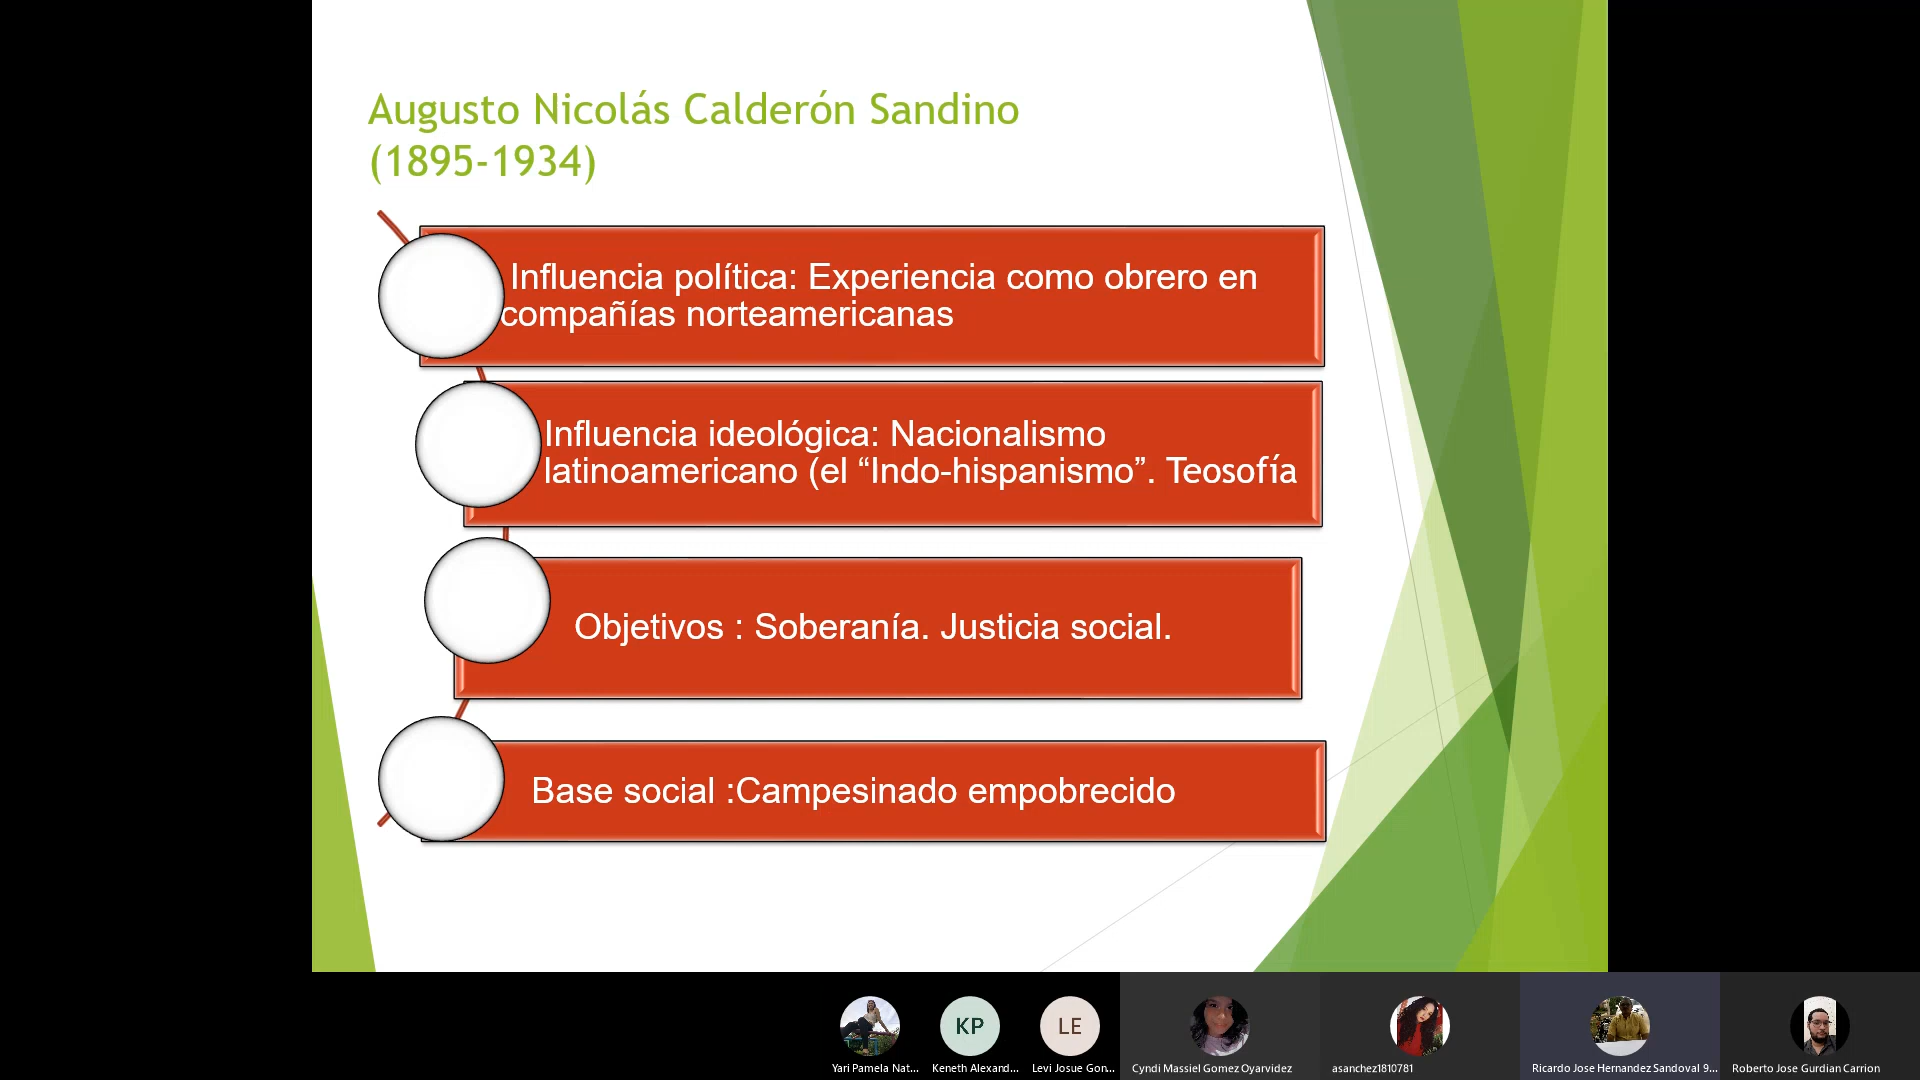 Augusto Nicolás Calderón Sandino
(1895-1934)
Influencia política: Experiencia como obrero en
compañías norteamericanas
Influencia ideológica: Nacionalismo
latinoamericano (el “Indo-hispanismo”. Teosofía
Objetivos : Soberanía. Justicia social.
Base social :Campesinado empobrecido
KP
LE
Yari Pamela Nat...
Keneth Alexand...
Levi Josue Gon...
Cyndi Massiel Gomez Oyarvidez
asanchez1810781
Ricardo Jose Hernandez Sandoval 9...
Roberto Jose Gurdian Carrion